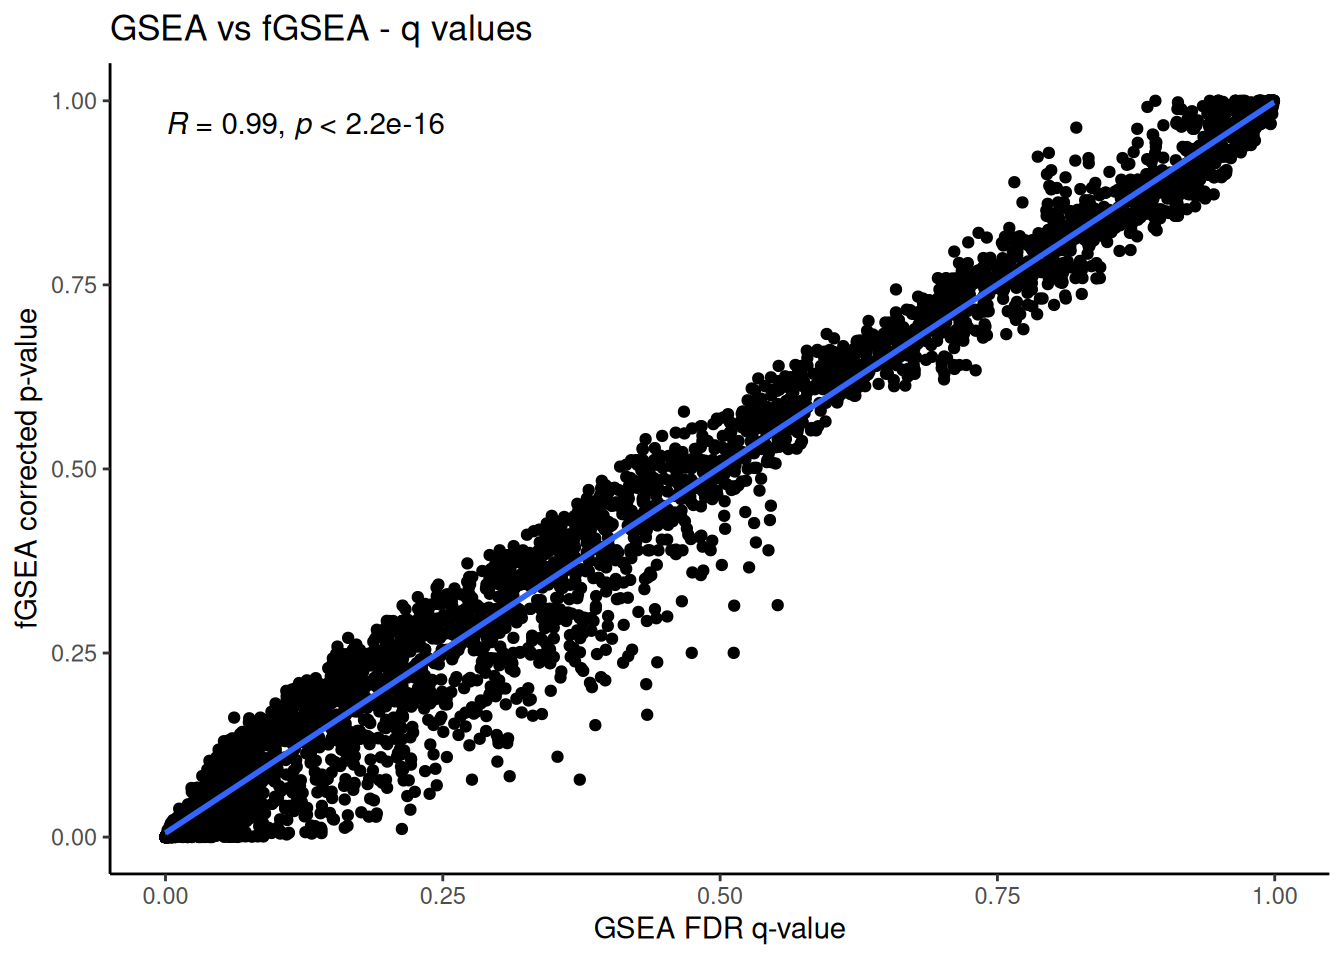 GSEA vs fGSEA - q values
R = 0.99, p < 2.2e-16
fGSEA corrected p-value
1.00
0.75
0.50
0.25
0.00
0.00 0.25 0.50 0.75 1.00
GSEA FDR q-value